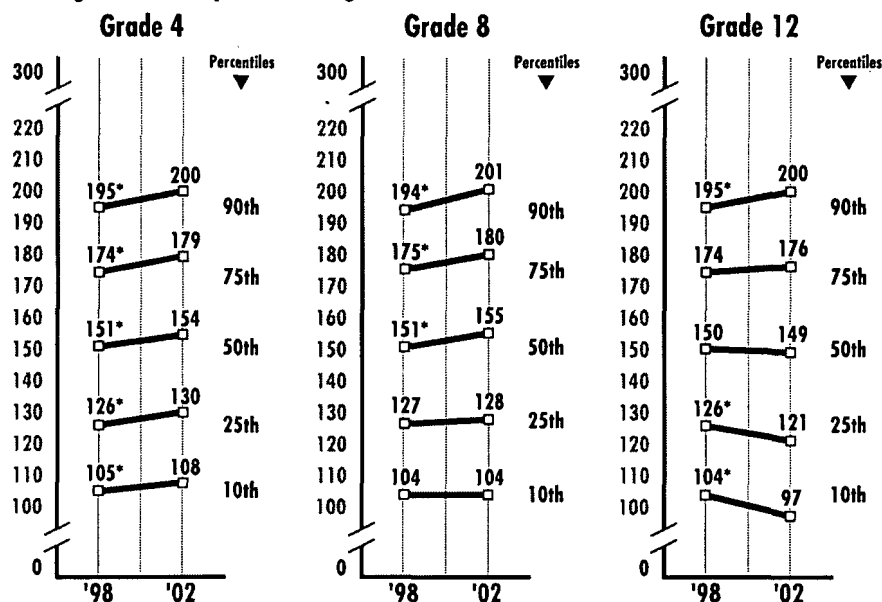 Grade 4
Percentiles
300
220
210
200
190
180
170
160
150
140
130
120
110
100
0
195* 200 90th
174* 179 75th
151* 154 50th
126* 130 25th
105* 108 10th
'98 '02
Grade 8
Percentiles
300
220
210
200
190
180
170
160
150
140
130
120
110
100
0
194* 201 90th
175* 180 75th
151* 155 50th
127 128 25th
104 104 10th
'98 '02
Grade 12
Percentiles
300
220
210
200
190
180
170
160
150
140
130
120
110
100
0
195* 200 90th
174 176 75th
150 149 50th
126* 121 25th
104* 97 10th
'98 '02